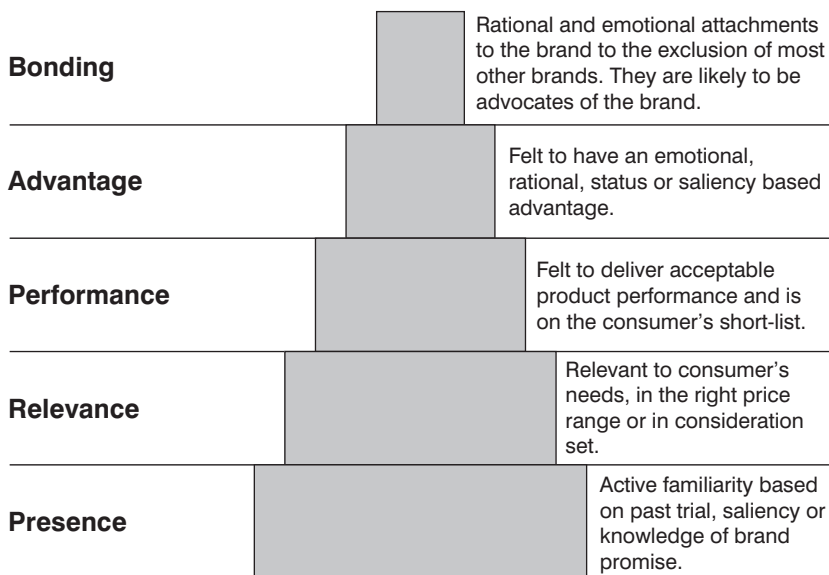 Bonding
Rational and emotional attachments
to the brand to the exclusion of most
other brands. They are likely to be
advocates of the brand.
Advantage
Felt to have an emotional,
rational, status or saliency based
advantage.
Performance
Felt to deliver acceptable
product performance and is
on the consumer’s short-list.
Relevance
Relevant to consumer’s
needs, in the right price
range or in consideration
set.
Presence
Active familiarity based
on past trial, saliency or
knowledge of brand
promise.